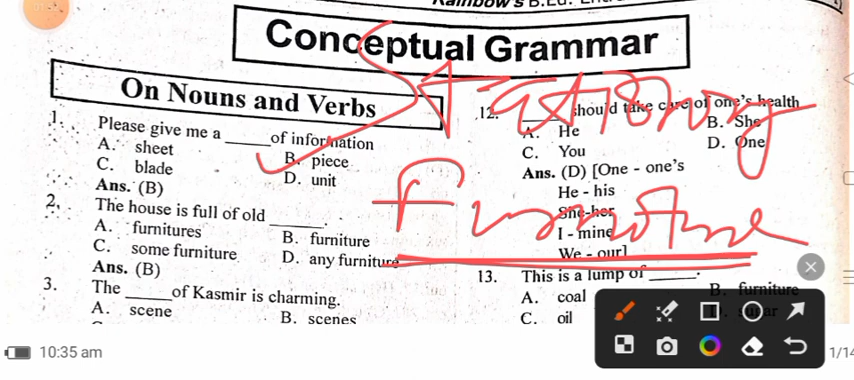 Rainbow's B.Ed.
Conceptual Grammar
On Nouns and Verbs
1. Please give me a _____ of information
A. sheet
B. piece
C. blade
D. unit
Ans. (B)
2. The house is full of old _____.
A. furnitures
B. furniture
C. some furniture
D. any furniture
Ans. (B)
3. The _____ of Kasmir is charming.
A. scene
B. scenes
12. _____ should take care of one's health
A. He
B. She
C. You
D. One
Ans. (D) [One - one's
He - his
She-her
I - mine
We - our]
13. This is a lump of _____.
A. coal
B. furniture
C. oil
D. sugar
10:35 am
1/14